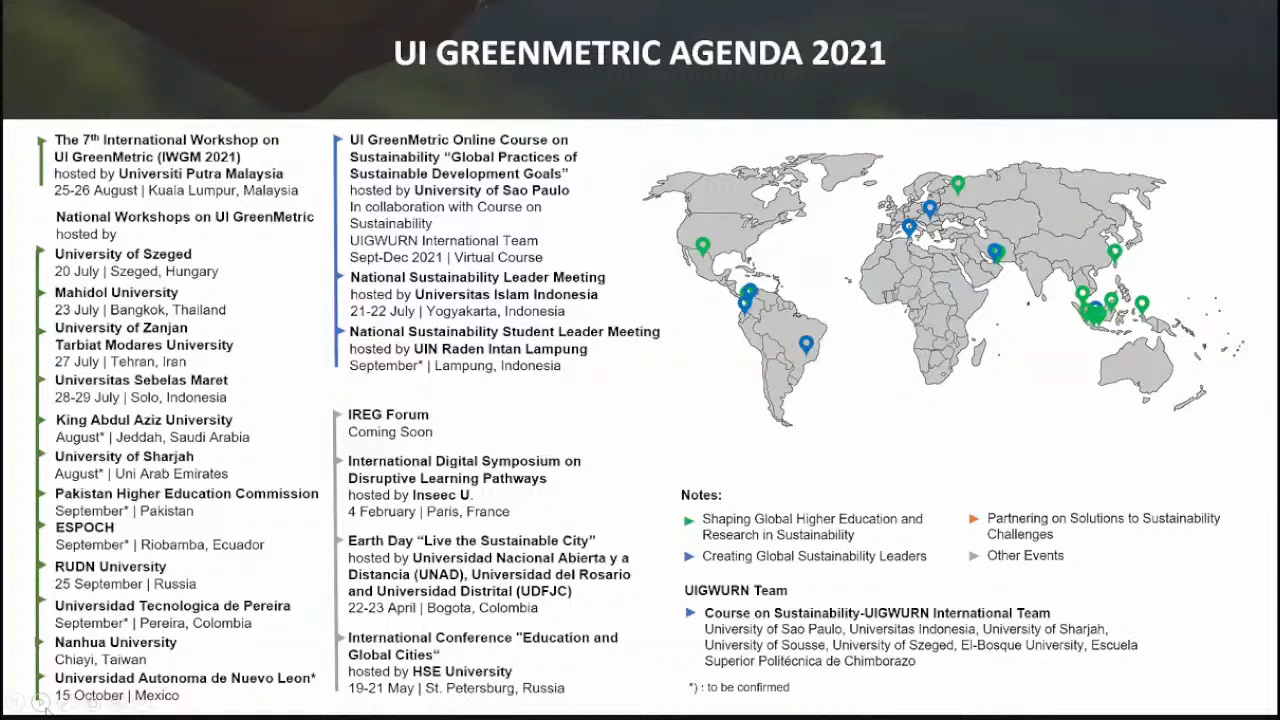 UI GREENMETRIC AGENDA 2021
The 7th International Workshop on
UI GreenMetric (IWGM 2021)
hosted by Universiti Putra Malaysia
25-26 August | Kuala Lumpur, Malaysia
National Workshops on UI GreenMetric
hosted by
University of Szeged
20 July | Szeged, Hungary
Mahidol University
23 July | Bangkok, Thailand
University of Zanjan
Tarbiat Modares University
27 July | Tehran, Iran
Universitas Sebelas Maret
28-29 July | Solo, Indonesia
King Abdul Aziz University
August* | Jeddah, Saudi Arabia
University of Sharjah
August* | Uni Arab Emirates
Pakistan Higher Education Commission
September* | Pakistan
ESPOCH
September* | Riobamba, Ecuador
RUDN University
25 September | Russia
Universidad Tecnologica de Pereira
September* | Pereira, Colombia
Nanhua University
Chiayi, Taiwan
Universidad Autonoma de Nuevo Leon*
15 October | Mexico
UI GreenMetric Online Course on
Sustainability “Global Practices of
Sustainable Development Goals”
hosted by University of Sao Paulo
In collaboration with Course on
Sustainability
UIGWURN International Team
Sept-Dec 2021 | Virtual Course
National Sustainability Leader Meeting
hosted by Universitas Islam Indonesia
21-22 July | Yogyakarta, Indonesia
National Sustainability Student Leader Meeting
hosted by UIN Raden Intan Lampung
September* | Lampung, Indonesia
IREG Forum
Coming Soon
International Digital Symposium on
Disruptive Learning Pathways
hosted by Inseec U.
4 February | Paris, France
Earth Day “Live the Sustainable City”
hosted by Universidad Nacional Abierta y a
Distancia (UNAD), Universidad del Rosario
and Universidad Distrital (UDFJC)
22-23 April | Bogota, Colombia
International Conference "Education and
Global Cities“
hosted by HSE University
19-21 May | St. Petersburg, Russia
Notes:
Shaping Global Higher Education and
Research in Sustainability
Creating Global Sustainability Leaders
Partnering on Solutions to Sustainability
Challenges
Other Events
UIGWURN Team
Course on Sustainability-UIGWURN International Team
University of Sao Paulo, Universitas Indonesia, University of Sharjah,
University of Sousse, University of Szeged, El-Bosque University, Escuela
Superior Politécnica de Chimborazo
*) : to be confirmed